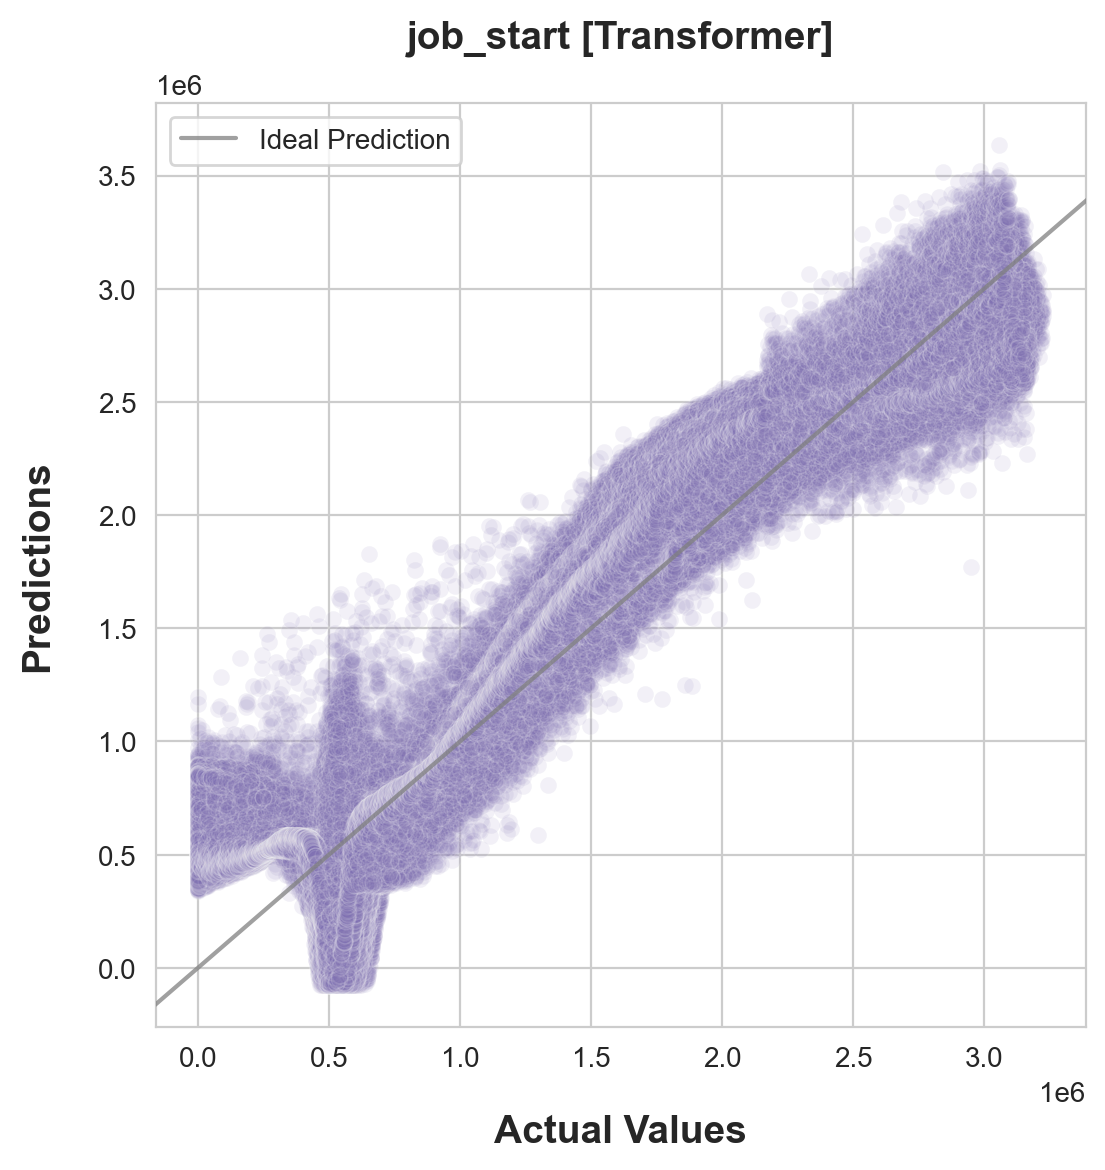 job_start [Transformer]
1e6
Ideal Prediction
3.5
3.0
2.5
2.0
1.5
1.0
0.5
0.0
Predictions
0.0 0.5 1.0 1.5 2.0 2.5 3.0
1e6
Actual Values